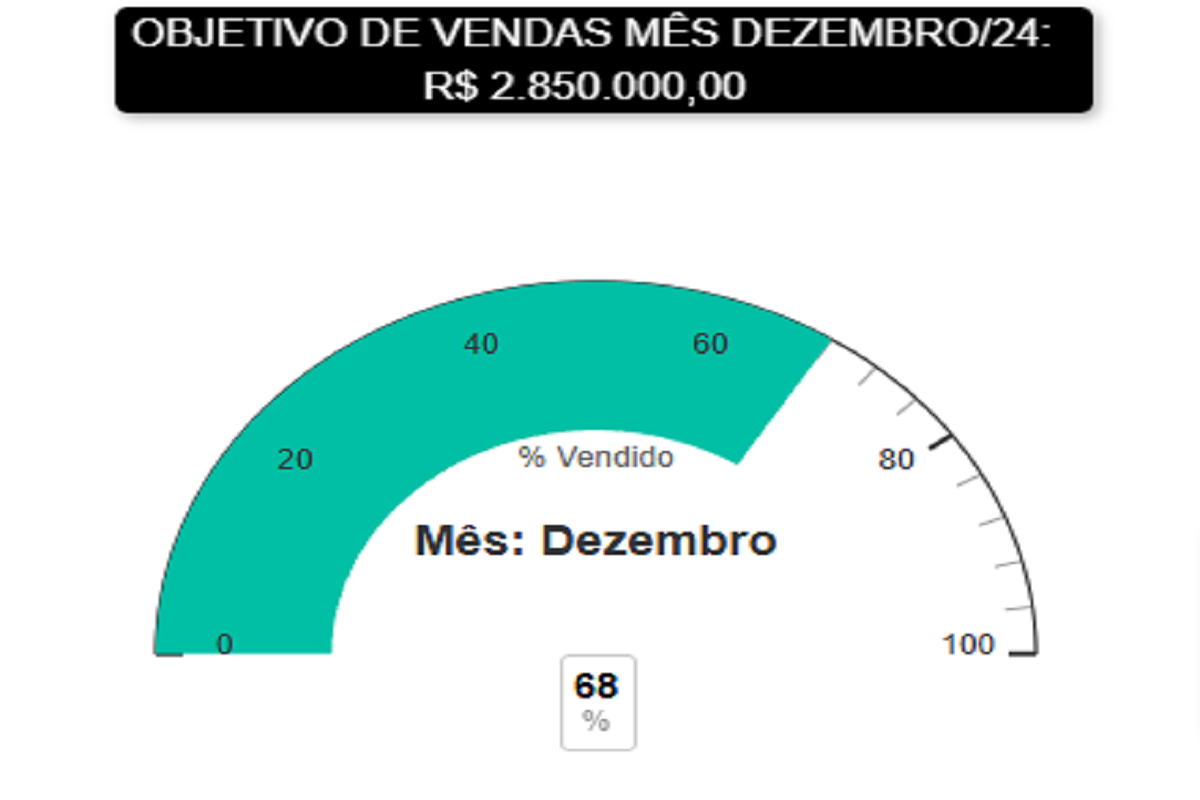 OBJETIVO DE VENDAS MÊS DEZEMBRO/24:
R$ 2.850.000,00
40
60
20
% Vendido
80
Mês: Dezembro
0
100
68
%